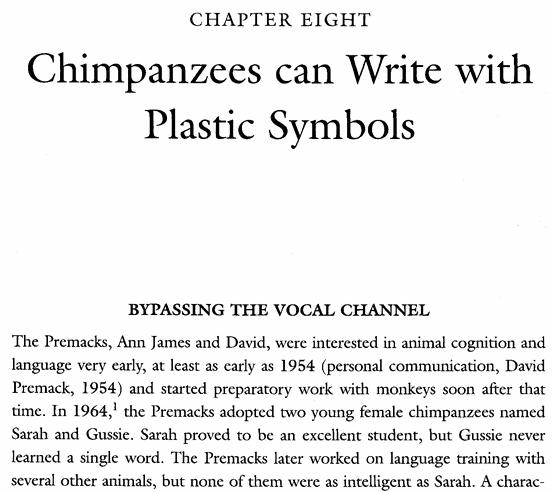 CHAPTER EIGHT
Chimpanzees can Write with
Plastic Symbols
BYPASSING THE VOCAL CHANNEL
The Premacks, Ann James and David, were interested in animal cognition and
language very early, at least as early as 1954 (personal communication, David
Premack, 1954) and started preparatory work with monkeys soon after that
time. In 1964,¹ the Premacks adopted two young female chimpanzees named
Sarah and Gussie. Sarah proved to be an excellent student, but Gussie never
learned a single word. The Premacks later worked on language training with
several other animals, but none of them were as intelligent as Sarah. A charac-